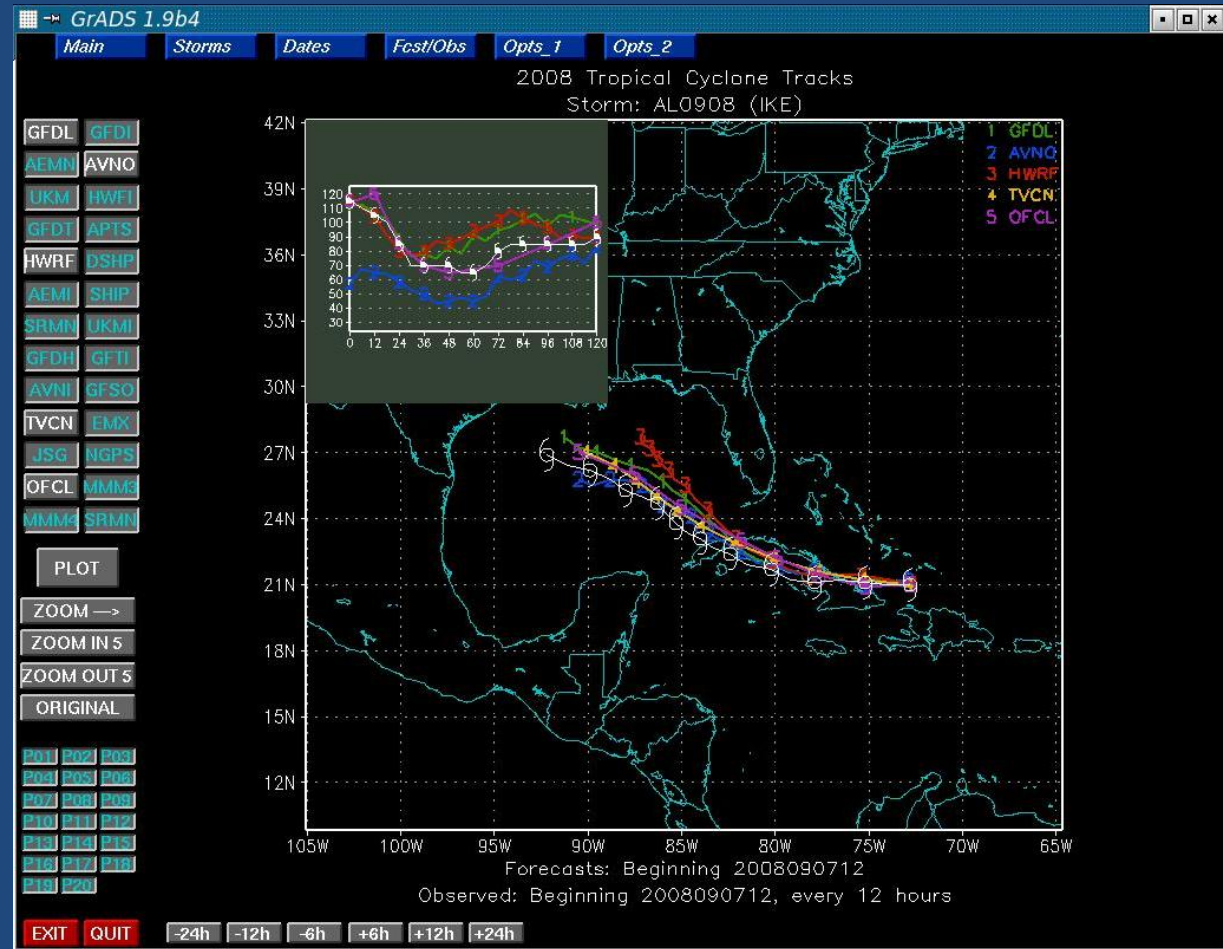 GrADS 1.9b4
Main Storms Dates Fcst/Obs Opts_1 Opts_2
2008 Tropical Cyclone Tracks
Storm: AL0908 (IKE)
GFDL GFDI
AEMN AVNO
UKM HWFI
GFDT APTS
HWRF DSHP
AEMI SHIP
SRMN UKMI
GFDH GFTI
AVNI GFSO
TVCN EMX
JSG NGPS
OFCL MMM3
MMM4 SRMN
PLOT
ZOOM —>
ZOOM IN 5
ZOOM OUT 5
ORIGINAL
P01 P02 P03
P04 P05 P06
P07 P08 P09
P10 P11 P12
P13 P14 P15
P16 P17 P18
P19 P20
EXIT QUIT
42N
39N
36N
33N
30N
27N
24N
21N
18N
15N
12N
120
110
100
90
80
70
60
50
40
30
0 12 24 36 48 60 72 84 96 108 120
1 GFDL
2 AVNO
3 HWRF
4 TVCN
5 OFCL
105W 100W 95W 90W 85W 80W 75W 70W 65W
Forecasts: Beginning 2008090712
Observed: Beginning 2008090712, every 12 hours
-24h -12h -6h +6h +12h +24h